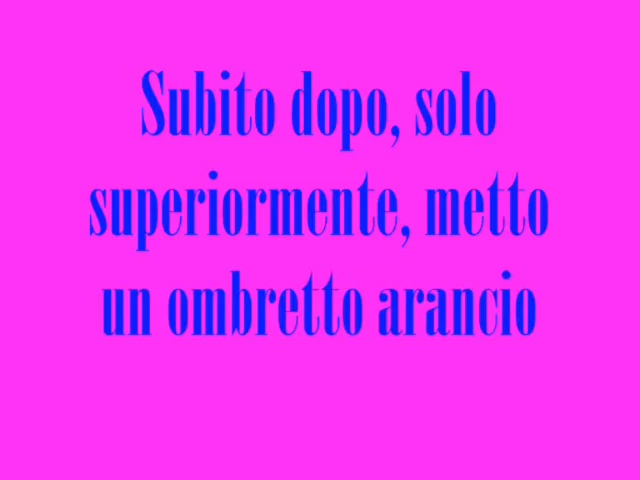 Subito dopo, solo
superiormente, metto
un ombretto arancio